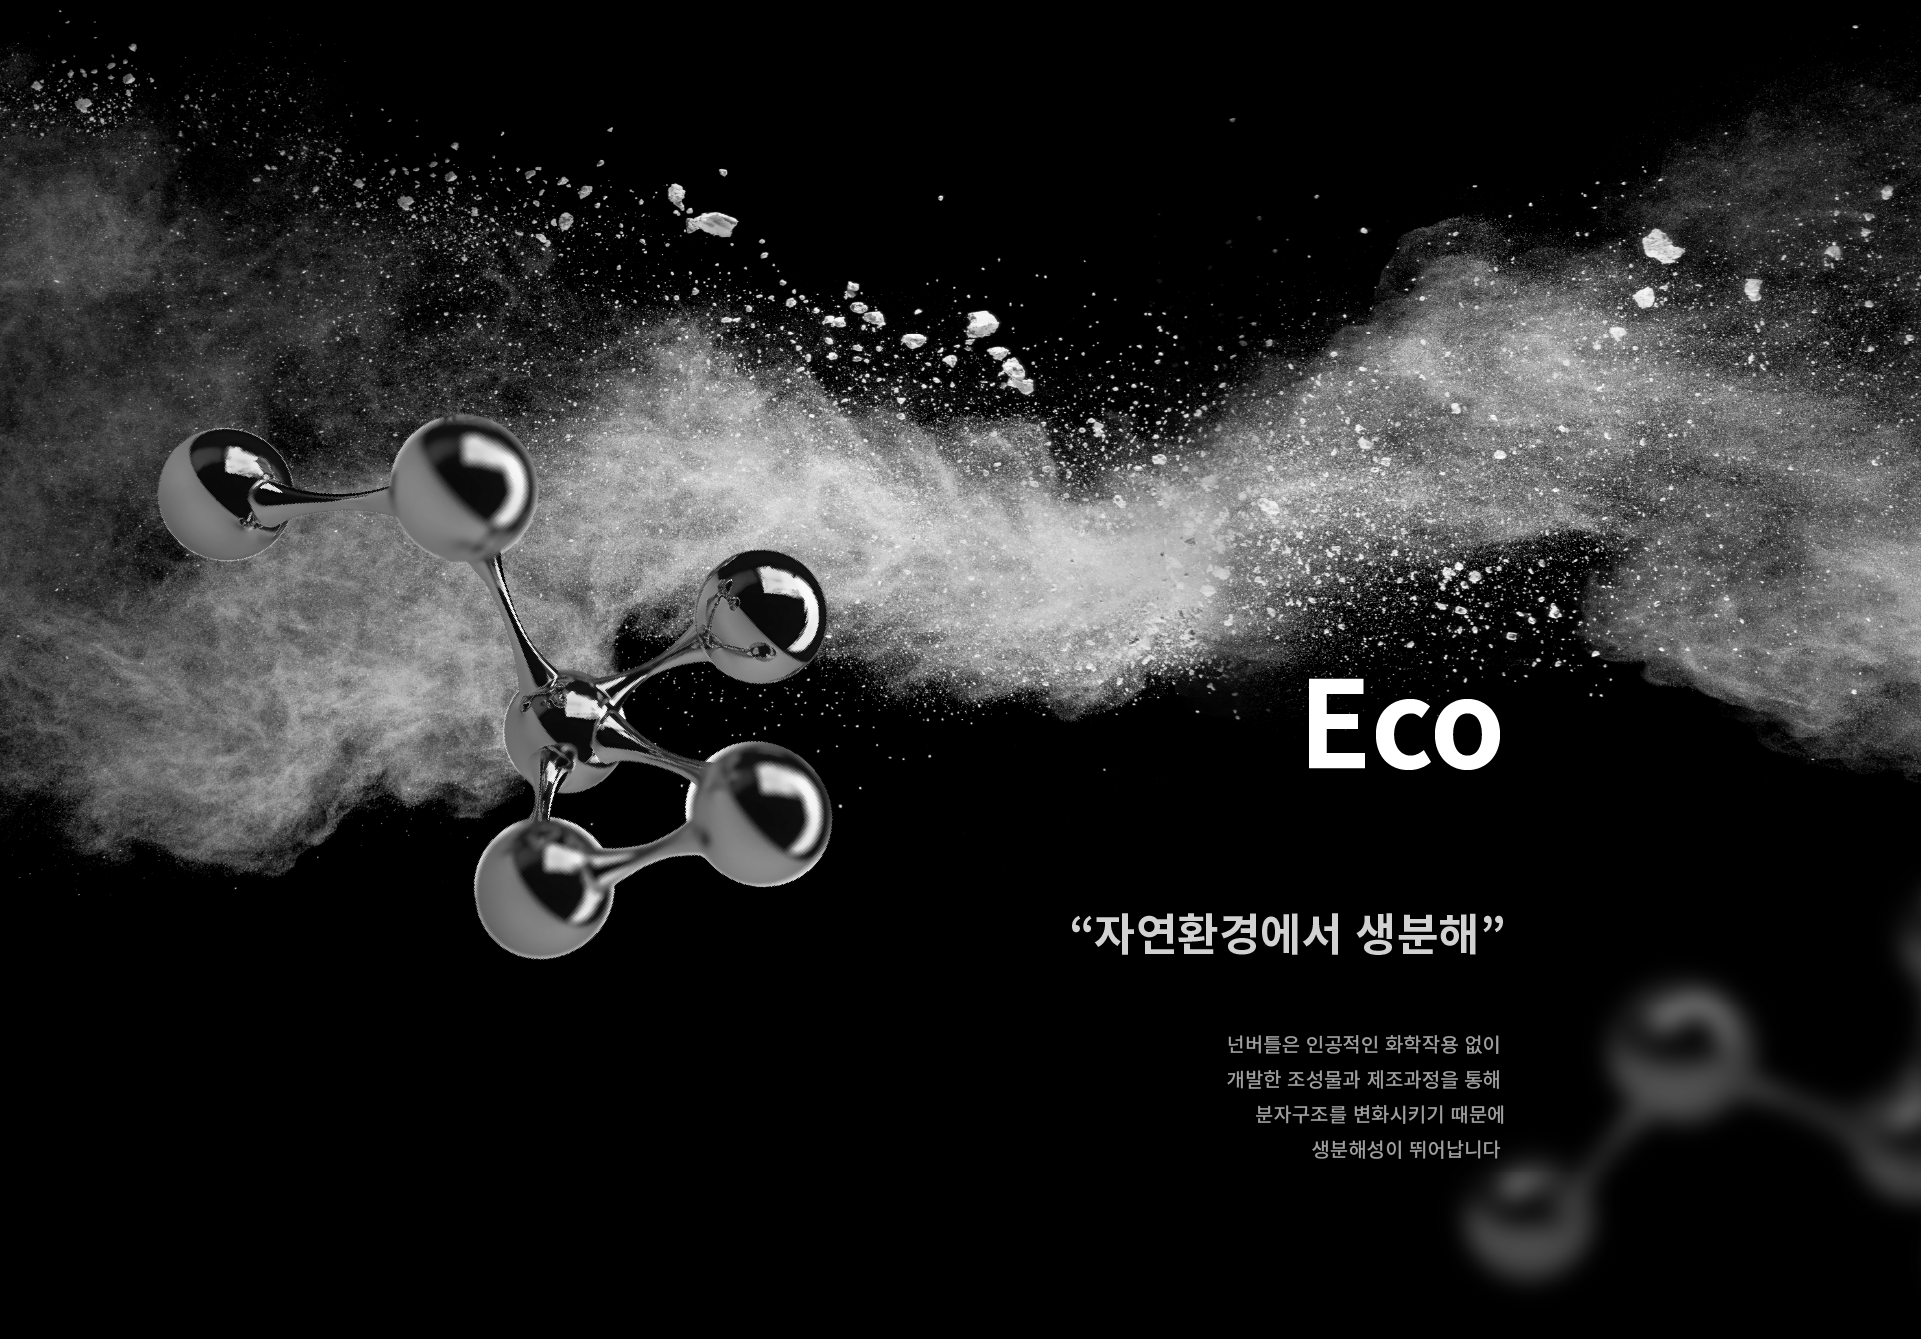 Eco
“자연환경에서 생분해”
넌버틀은 인공적인 화학작용 없이
개발한 조성물과 제조과정을 통해
분자구조를 변화시키기 때문에
생분해성이 뛰어납니다